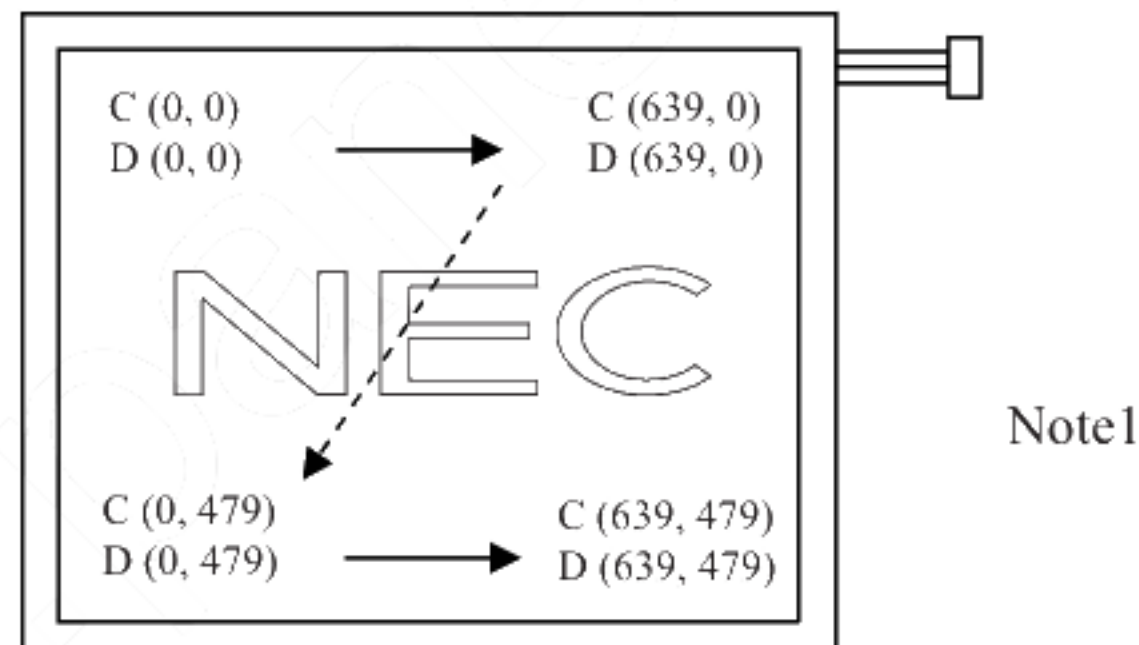 C (0, 0)
D (0, 0)
C (639, 0)
D (639, 0)
NEC
Note1
C (0, 479)
D (0, 479)
C (639, 479)
D (639, 479)